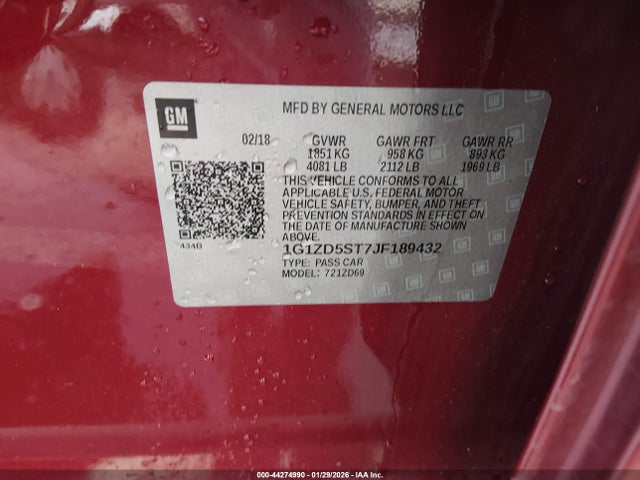 GM
MFD BY GENERAL MOTORS LLC
02/18 GVWR GAWR FRT GAWR RR
1851 KG 958 KG 893 KG
4081 LB 2112 LB 1969 LB
THIS VEHICLE CONFORMS TO ALL
APPLICABLE U.S. FEDERAL MOTOR
VEHICLE SAFETY, BUMPER, AND THEFT
PREVENTION STANDARDS IN EFFECT ON
DATE OF MANUFACTURE SHOWN ABOVE.
434B
1G1ZD5ST7JF189432
TYPE: PASS CAR
MODEL: 721ZD69
000-44274990 - 01/29/2026 - IAA Inc.